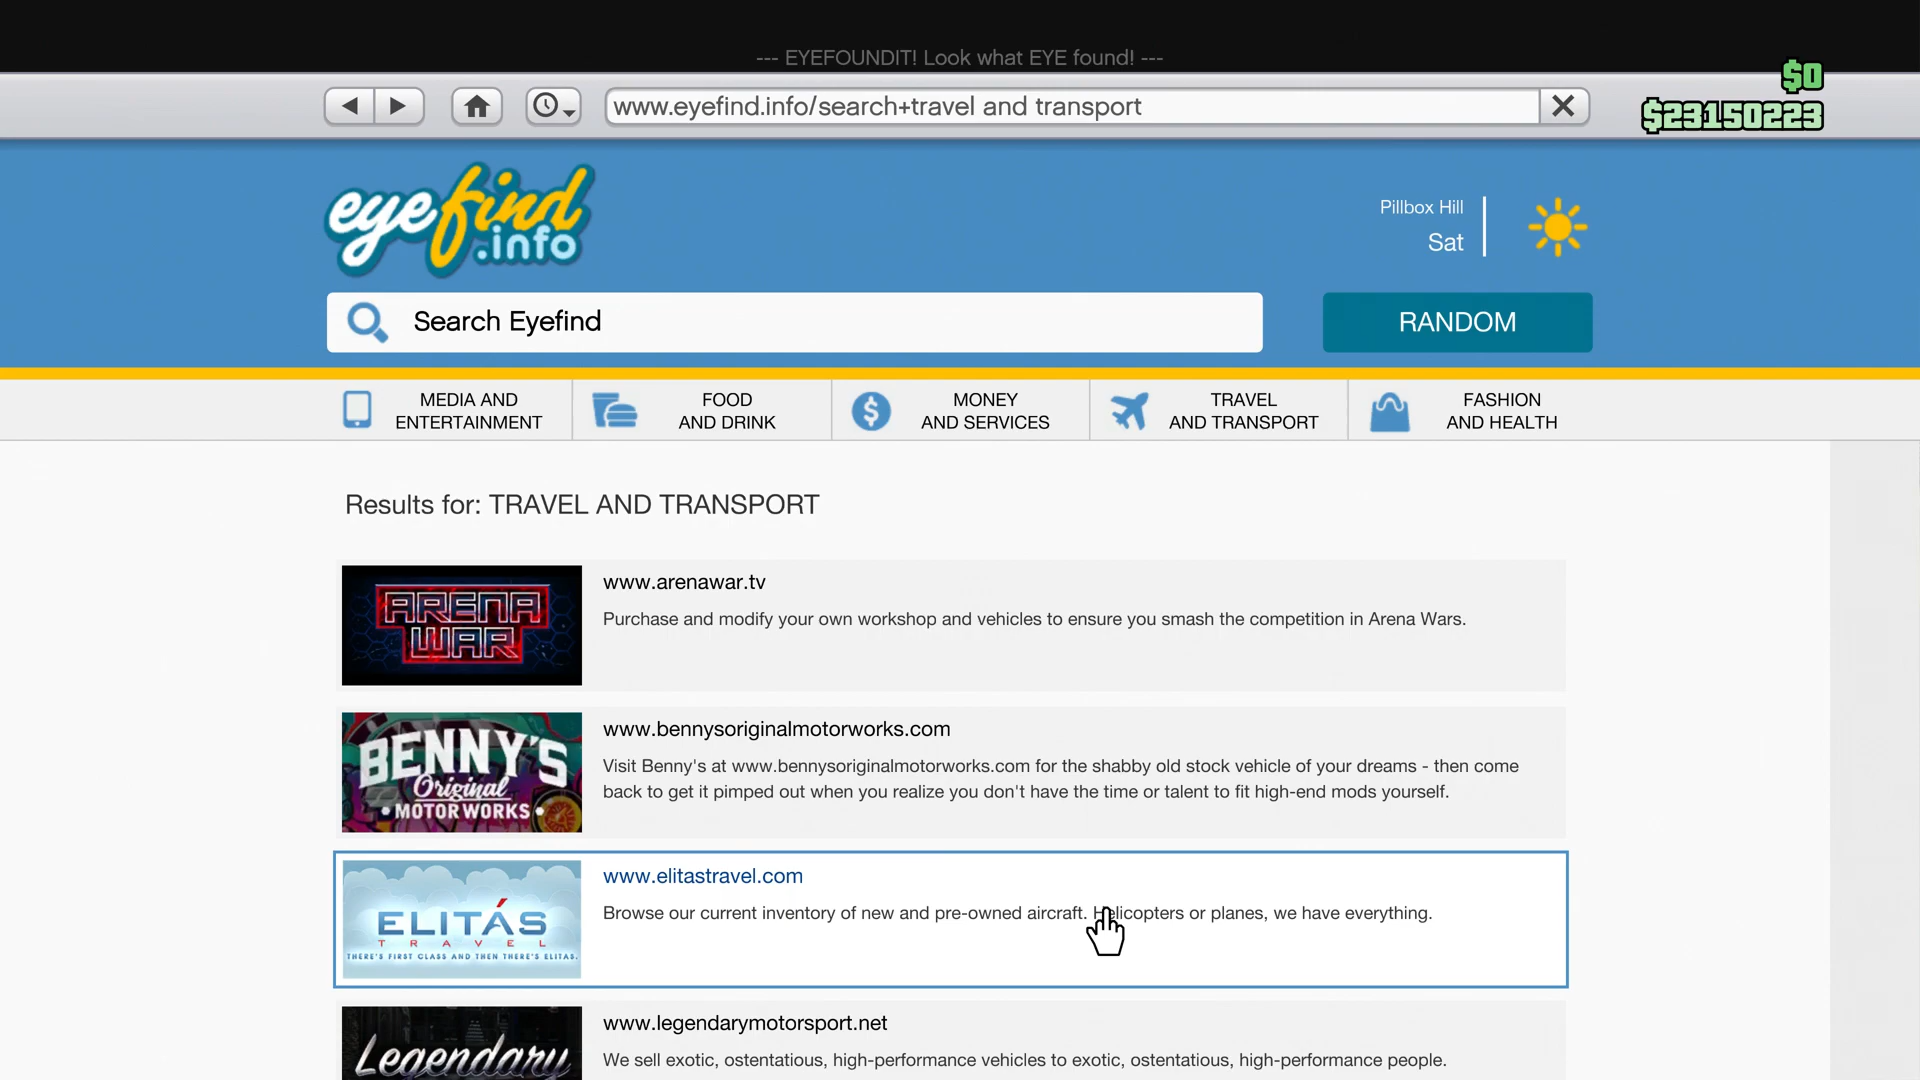 --- EYEFOUNDIT! Look what EYE found! ---
$0
www.eyefind.info/search+travel and transport
$23150223
eyefind
.info
Pillbox Hill
Sat
Search Eyefind
RANDOM
MEDIA AND
ENTERTAINMENT
FOOD
AND DRINK
MONEY
AND SERVICES
TRAVEL
AND TRANSPORT
FASHION
AND HEALTH
Results for: TRAVEL AND TRANSPORT
ARENA
WAR
www.arenawar.tv
Purchase and modify your own workshop and vehicles to ensure you smash the competition in Arena Wars.
BENNY'S
Original
• MOTOR WORKS •
www.bennysoriginalmotorworks.com
Visit Benny's at www.bennysoriginalmotorworks.com for the shabby old stock vehicle of your dreams - then come
back to get it pimped out when you realize you don't have the time or talent to fit high-end mods yourself.
ELITÁS
TRAVEL
THERE'S FIRST CLASS AND THEN THERE'S ELITAS.
www.elitastravel.com
Browse our current inventory of new and pre-owned aircraft. Helicopters or planes, we have everything.
Legendary
www.legendarymotorsport.net
We sell exotic, ostentatious, high-performance vehicles to exotic, ostentatious, high-performance people.